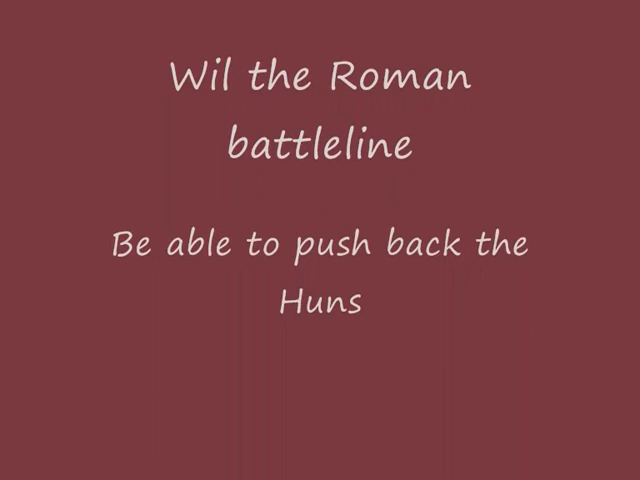 Wil the Roman
battleline
Be able to push back the
Huns